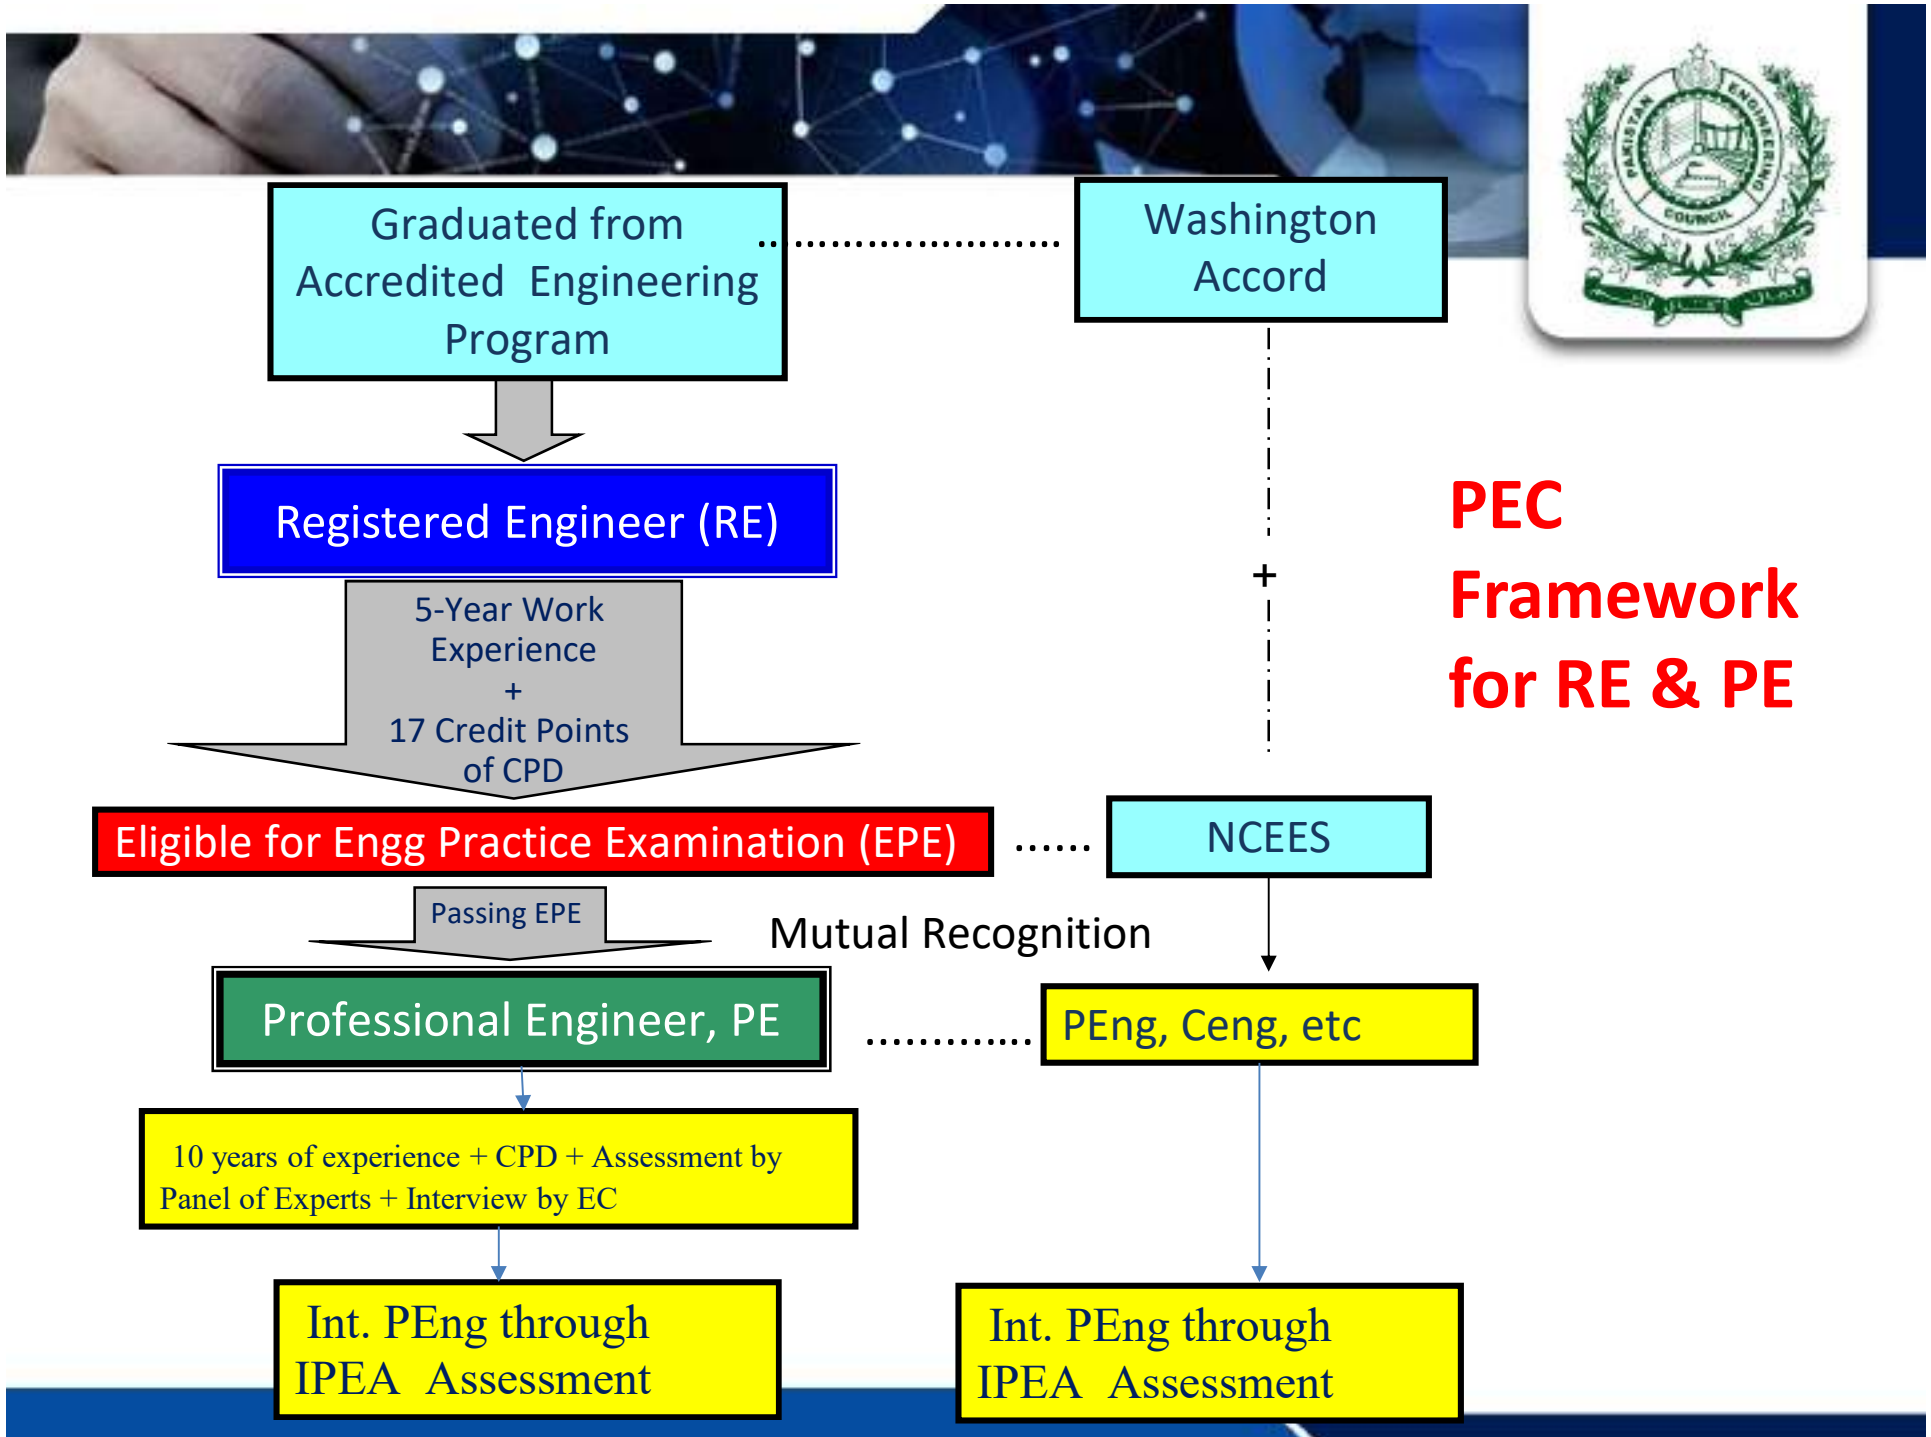 PAKISTAN ENGINEERING
COUNCIL
Graduated from
Accredited  Engineering
Program
Washington
Accord
Registered Engineer (RE)
5-Year Work
Experience
+
17 Credit Points
of CPD
+
PEC
Framework
for RE & PE
Eligible for Engg Practice Examination (EPE)
NCEES
Passing EPE
Mutual Recognition
Professional Engineer, PE
PEng, Ceng, etc
10 years of experience + CPD + Assessment by
Panel of Experts + Interview by EC
Int. PEng through
IPEA  Assessment
Int. PEng through
IPEA  Assessment